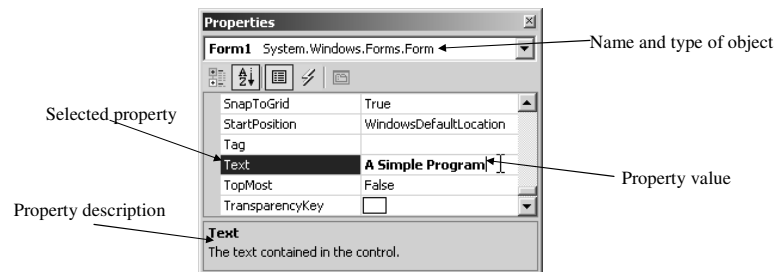 Properties
Form1 System.Windows.Forms.Form
Name and type of object
SnapToGrid True
Selected property
StartPosition WindowsDefaultLocation
Tag
Text A Simple Program
Property value
TopMost False
TransparencyKey
Property description
Text
The text contained in the control.